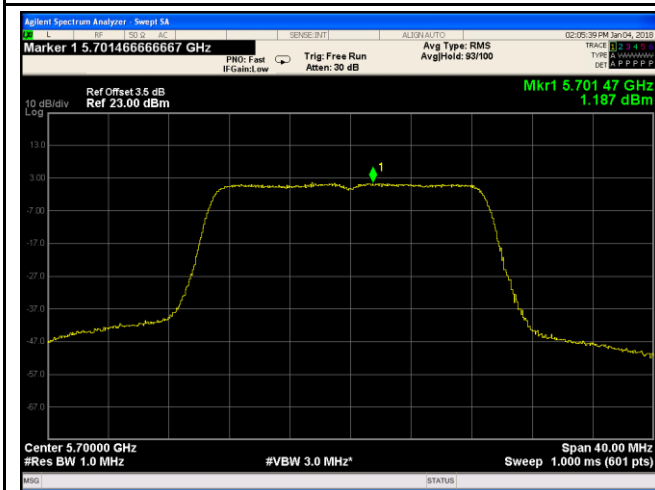 Agilent Spectrum Analyzer - Swept SA
L RF 50 Ω AC SENSE:INT ALIGN AUTO 02:05:39 PM Jan 04, 2018
Marker 1 5.701466666667 GHz
PNO: Fast Trig: Free Run Avg Type: RMS TRACE 1 2 3 4 5 6
IFGain:Low Atten: 30 dB Avg|Hold: 93/100 TYPE A
DET A P P P P P
Mkr1 5.701 47 GHz
1.187 dBm
Ref Offset 3.5 dB
10 dB/div Ref 23.00 dBm
Log
13.0
1
3.00
-7.00
-17.0
-27.0
-37.0
-47.0
-57.0
-67.0
Center 5.70000 GHz Span 40.00 MHz
#Res BW 1.0 MHz #VBW 3.0 MHz* Sweep 1.000 ms (601 pts)
MSG STATUS